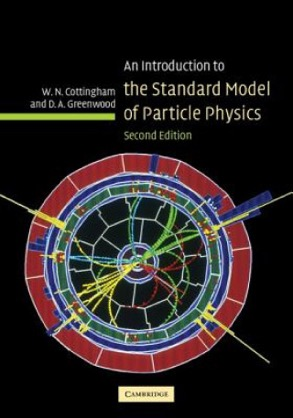 An Introduction to
W. N. Cottingham
the Standard Model
and D. A. Greenwood
of Particle Physics
Second Edition
CAMBRIDGE